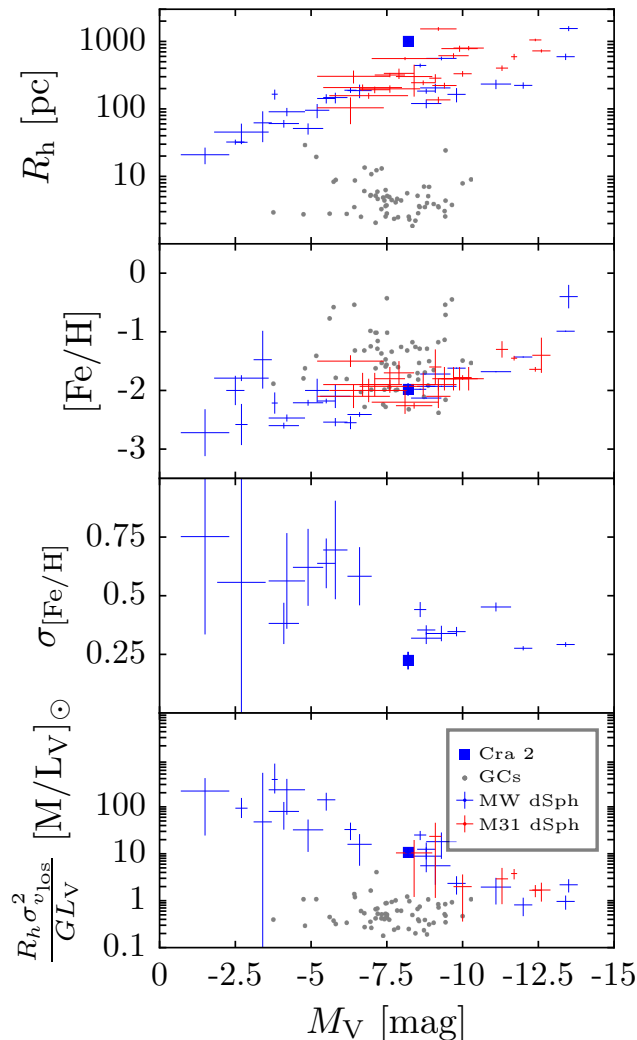 1000
100
10
R_h [pc]
0
-1
-2
-3
[Fe/H]
0.75
0.5
0.25
σ_[Fe/H]
100
10
1
0.1
R_h σ²_v_los / G L_V [M/L_V]⊙
Cra 2
GCs
MW dSph
M31 dSph
0 -2.5 -5 -7.5 -10 -12.5 -15
M_V [mag]